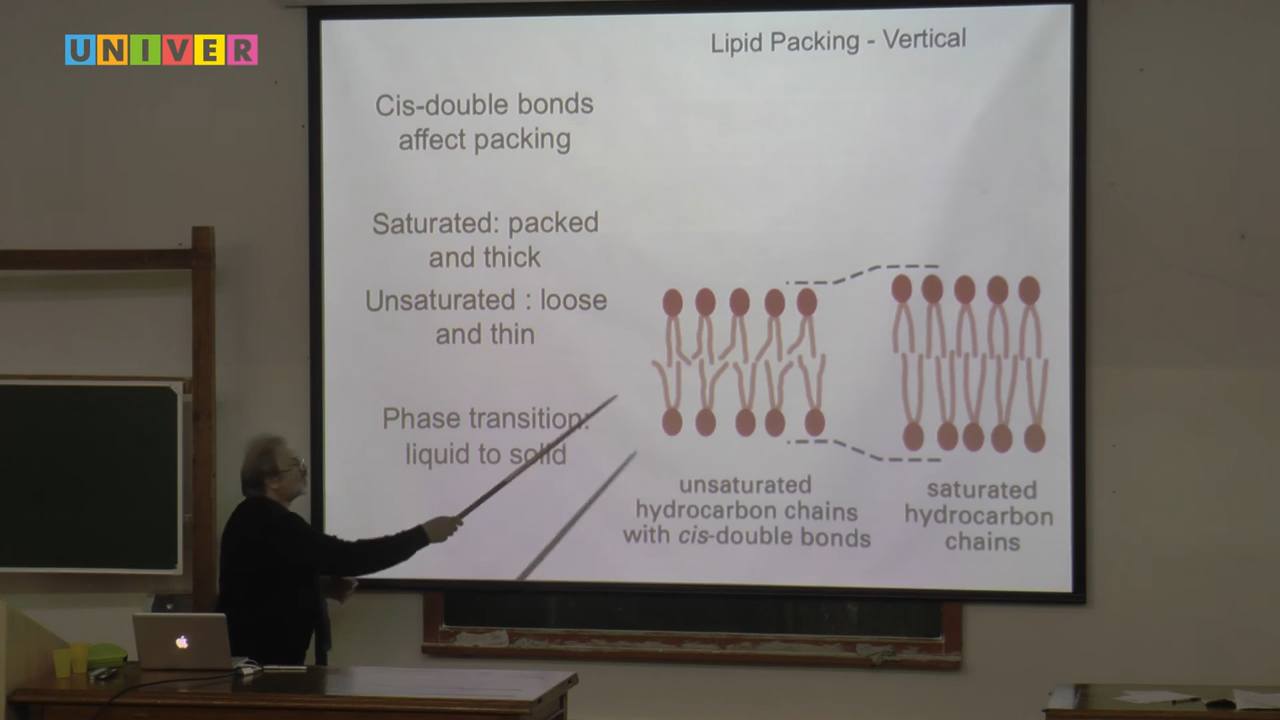 UNIVER
Lipid Packing - Vertical
Cis-double bonds
affect packing
Saturated: packed
and thick
Unsaturated : loose
and thin
Phase transition:
liquid to solid
unsaturated
hydrocarbon chains
with cis-double bonds
saturated
hydrocarbon
chains